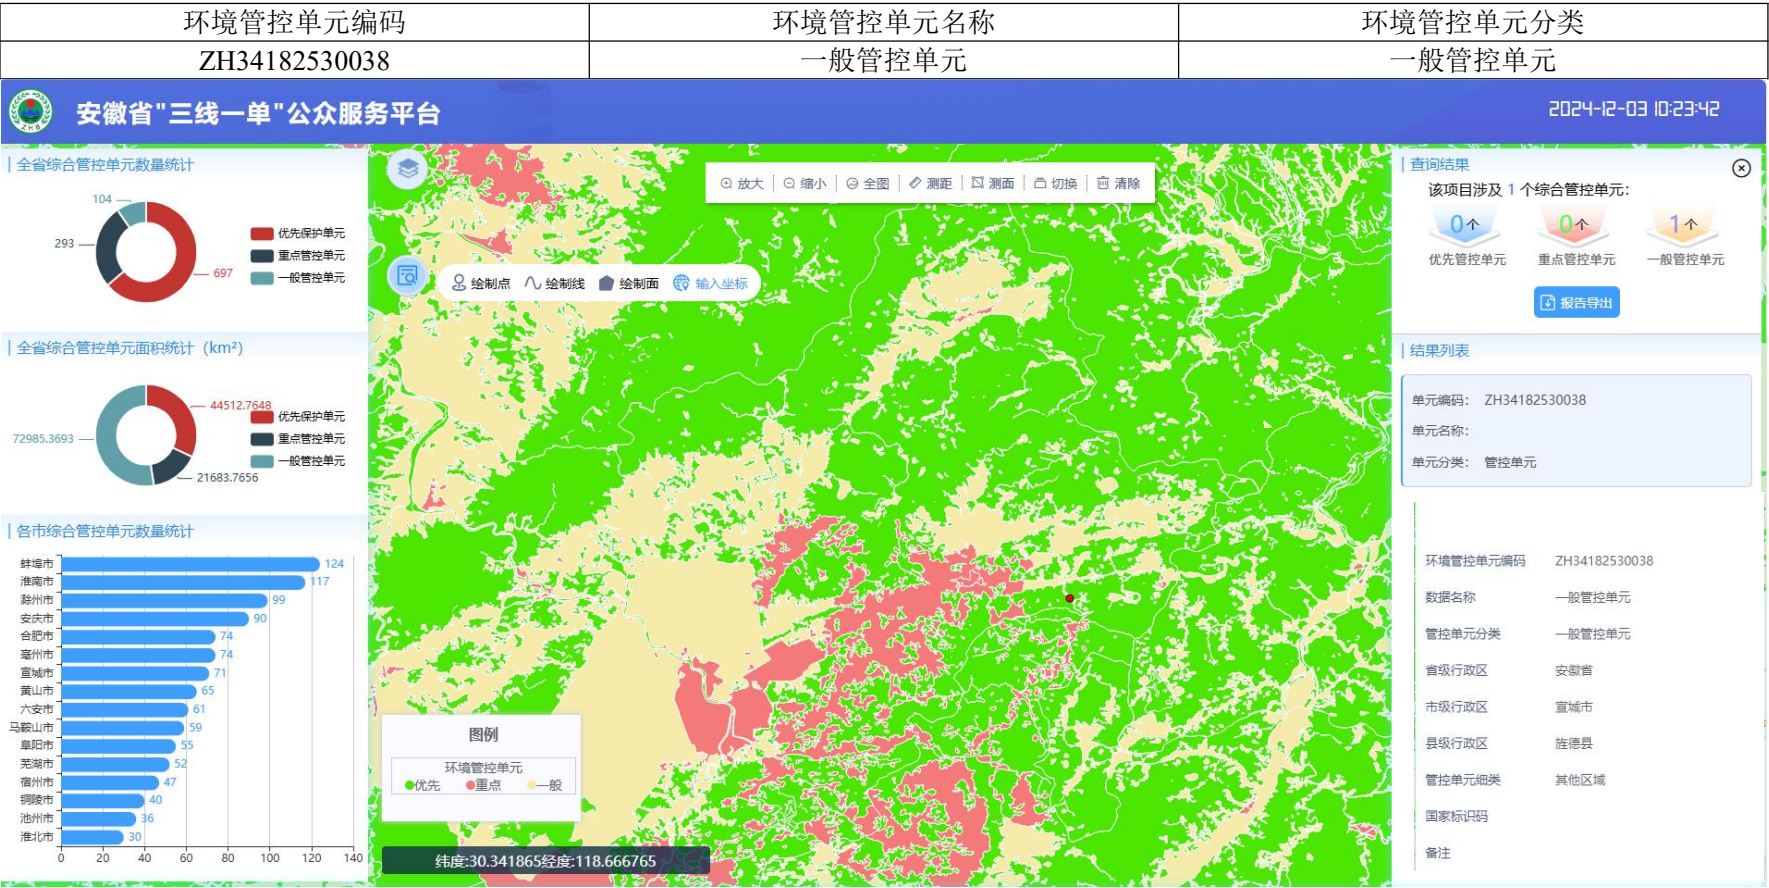 环境管控单元编码 环境管控单元名称 环境管控单元分类
ZH34182530038 一般管控单元 一般管控单元
安徽省"三线一单"公众服务平台
2024-12-03 10:23:42
全省综合管控单元数量统计
104
293
697
优先保护单元
重点管控单元
一般管控单元
全省综合管控单元面积统计（km²）
44512.7648
72985.3693
21683.7656
优先保护单元
重点管控单元
一般管控单元
各市综合管控单元数量统计
蚌埠市 124
淮南市 117
滁州市 99
安庆市 90
合肥市 74
亳州市 74
宣城市 71
黄山市 65
六安市 61
马鞍山市 59
阜阳市 55
芜湖市 52
宿州市 47
铜陵市 40
池州市 36
淮北市 30
0 20 40 60 80 100 120 140
放大 缩小 全图 测距 测面 切换 清除
绘制点 绘制线 绘制面 输入坐标
图例
环境管控单元
优先 重点 一般
纬度:30.341865经度:118.666765
查询结果
该项目涉及 1 个综合管控单元：
0个 0个 1个
优先管控单元 重点管控单元 一般管控单元
报告导出
结果列表
单元编码： ZH34182530038
单元名称：
单元分类： 管控单元
环境管控单元编码 ZH34182530038
数据名称 一般管控单元
管控单元分类 一般管控单元
省级行政区 安徽省
市级行政区 宣城市
县级行政区 旌德县
管控单元细类 其他区域
国家标识码
备注
ZHB